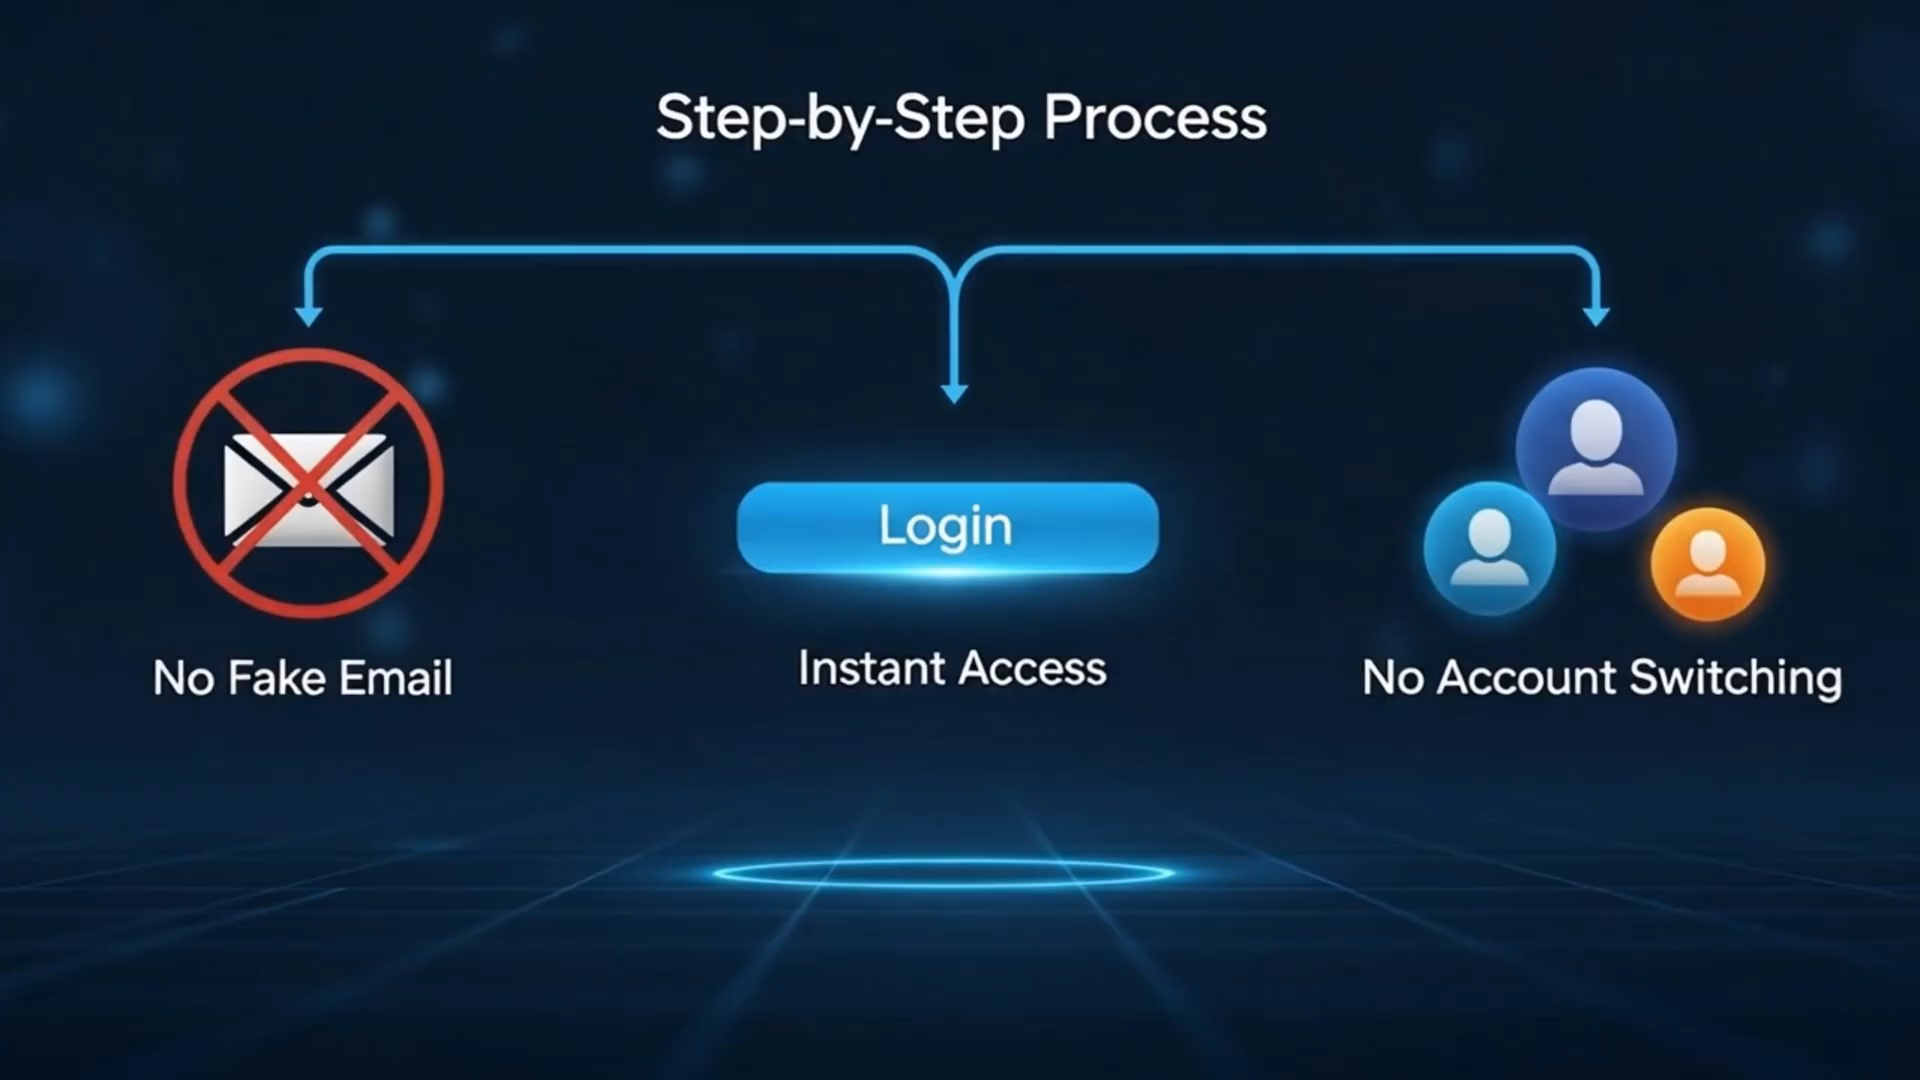 Step-by-Step Process
Login
No Fake Email
Instant Access
No Account Switching